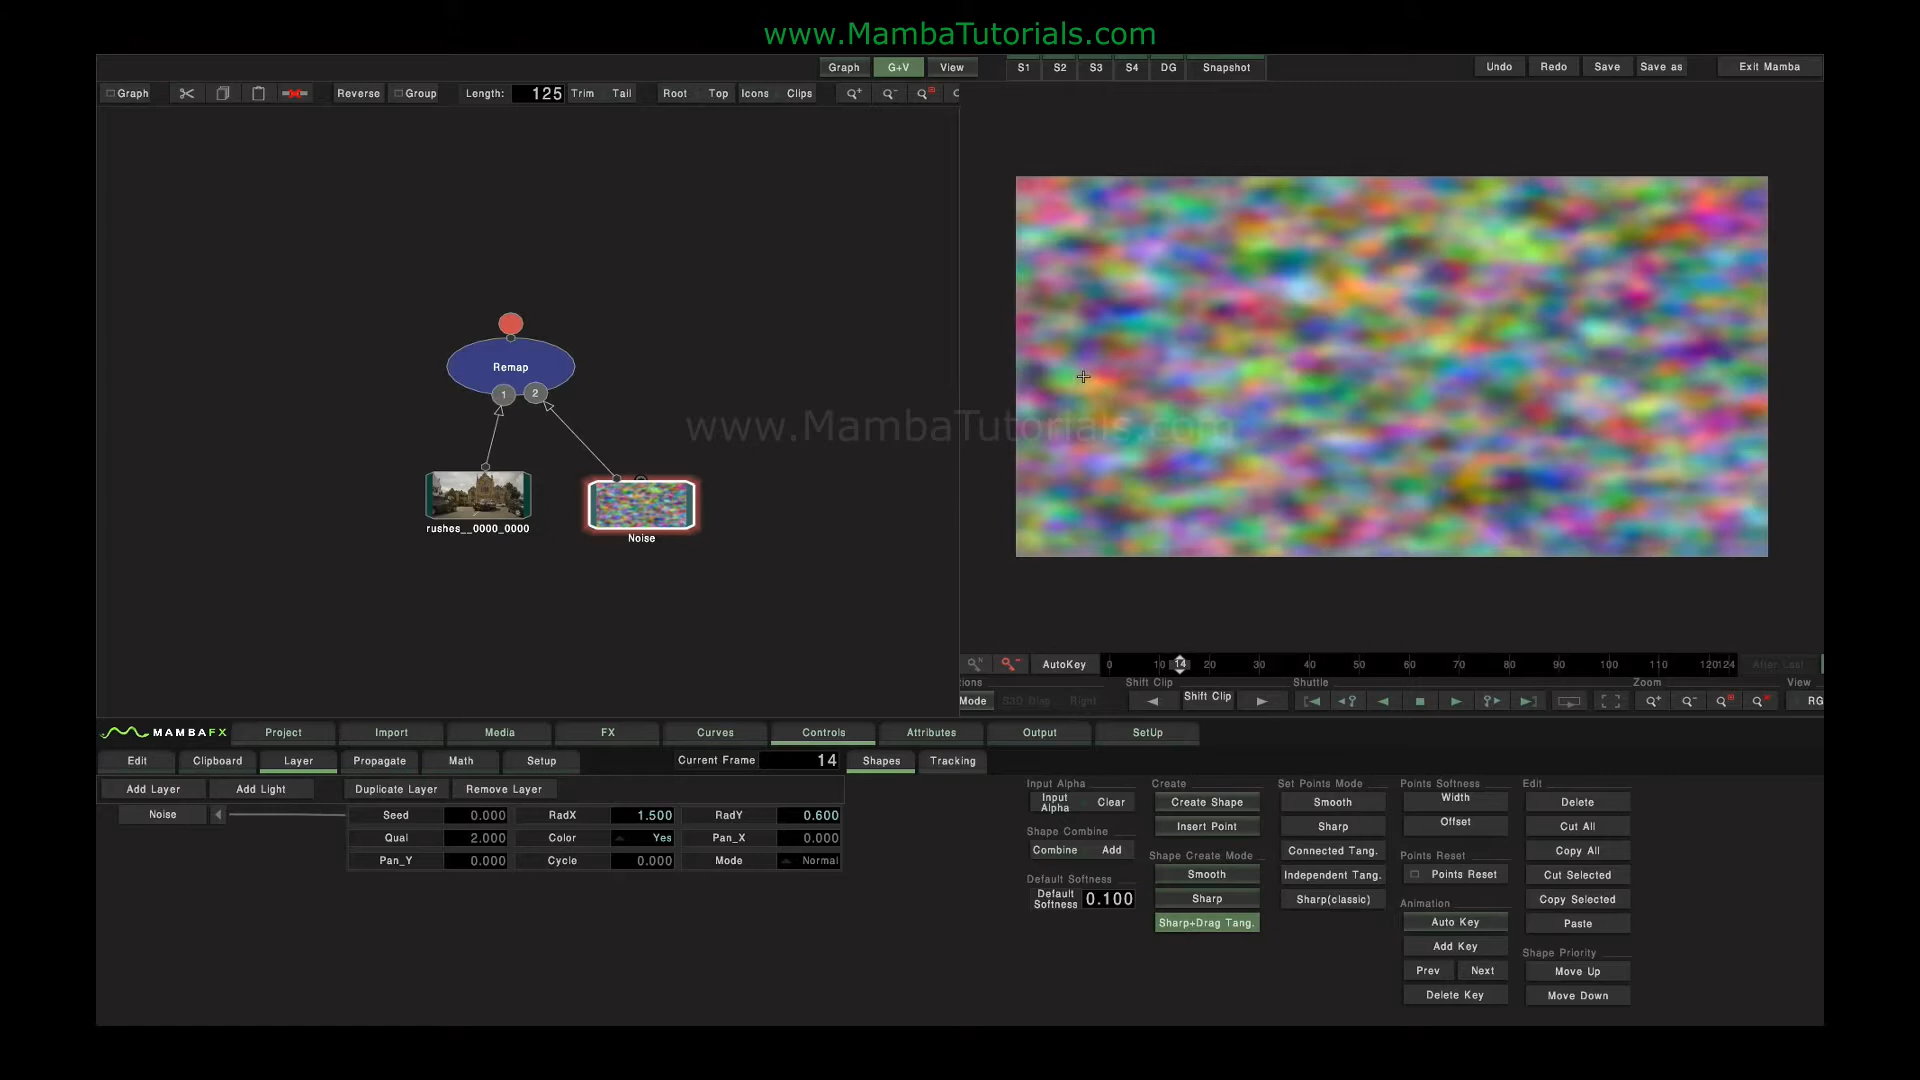 www.MambaTutorials.com
Graph G+V View S1 S2 S3 S4 DG Snapshot Undo Redo Save Save as Exit Mamba
Graph Reverse Group Length: 125 Trim Tail Root Top Icons Clips
Remap
1 2
www.MambaTutorials.com
rushes__0000_0000
Noise
AutoKey 0 10 14 20 30 40 50 60 70 80 90 100 110 120124 After Last
ions Shift Clip Shuttle Zoom View
Mode S3D Disp Right Shift Clip RG
MAMBAFX Project Import Media FX Curves Controls Attributes Output SetUp
Edit Clipboard Layer Propagate Math Setup Current Frame 14 Shapes Tracking
Add Layer Add Light Duplicate Layer Remove Layer
Noise Seed 0.000 RadX 1.500 RadY 0.600
Qual 2.000 Color Yes Pan_X 0.000
Pan_Y 0.000 Cycle 0.000 Mode Normal
Input Alpha Create Set Points Mode Points Softness Edit
Input Alpha Clear Create Shape Smooth Width Delete
Insert Point Sharp Offset Cut All
Shape Combine
Combine Add Shape Create Mode Connected Tang. Points Reset Copy All
Smooth Independent Tang. Points Reset Cut Selected
Default Softness
Default Softness 0.100 Sharp Sharp(classic) Animation Copy Selected
Sharp+Drag Tang. Auto Key Paste
Add Key Shape Priority
Prev Next Move Up
Delete Key Move Down